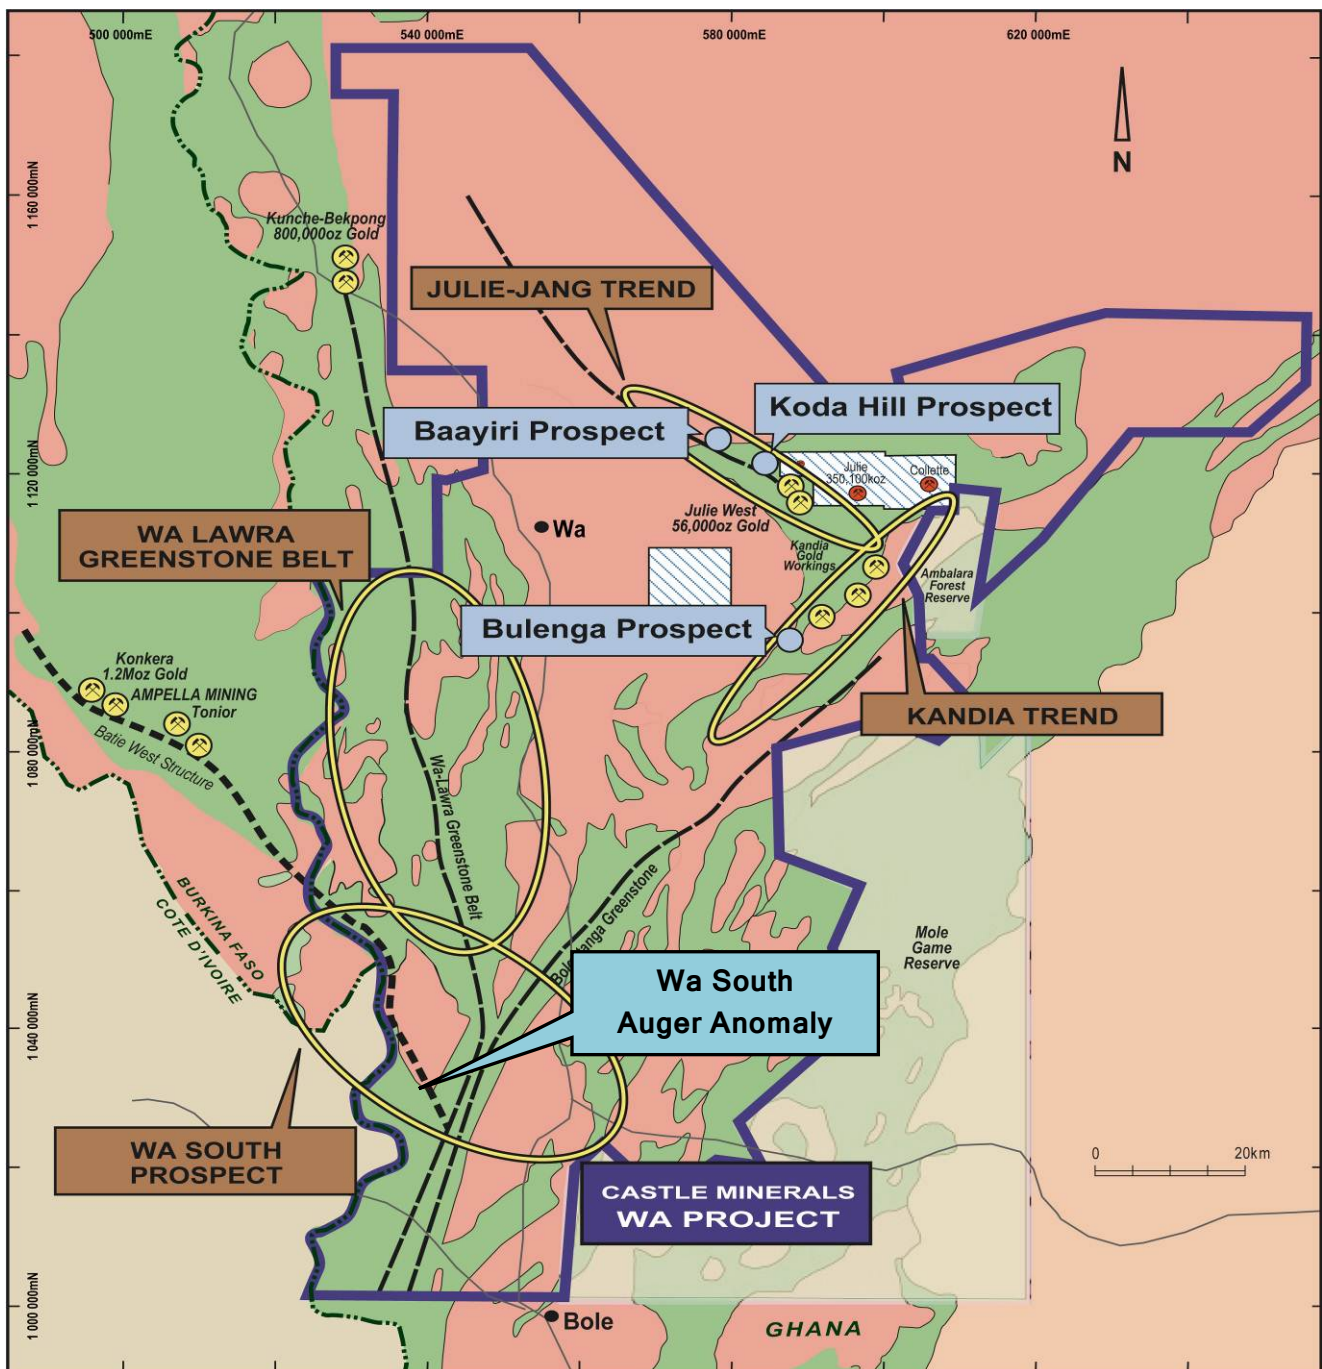 500 000mE
540 000mE
580 000mE
620 000mE
1 160 000mN
1 120 000mN
1 080 000mN
1 040 000mN
1 000 000mN
N
Kunche-Bekpong
800,000oz Gold
JULIE-JANG TREND
Koda Hill Prospect
Baayiri Prospect
Julie
350,100koz
Collette
Julie West
56,000oz Gold
WA LAWRA
GREENSTONE BELT
Wa
Kandia
Gold
Workings
Ambalara
Forest
Reserve
Bulenga Prospect
Konkera
1.2Moz Gold
AMPELLA MINING
Tonior
Batie West Structure
KANDIA TREND
Wa-Lawra Greenstone Belt
BURKINA FASO
COTE D'IVOIRE
Greenstone
Mole
Game
Reserve
Wa South
Auger Anomaly
WA SOUTH
PROSPECT
0
20km
CASTLE MINERALS
WA PROJECT
Bole
GHANA